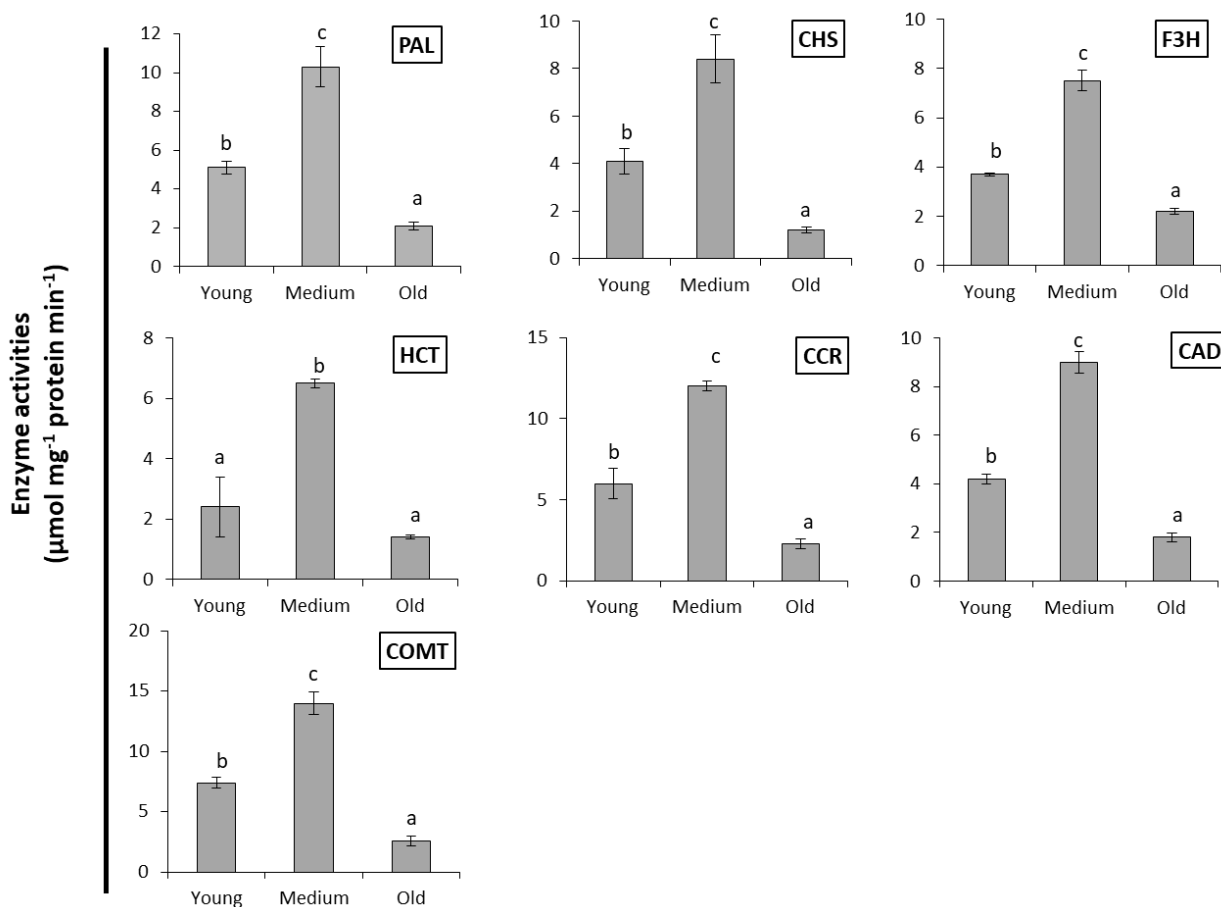 Enzyme activities
(µmol mg⁻¹ protein min⁻¹)
PAL
12
10
8
6
4
2
0
b
c
a
Young Medium Old
CHS
10
8
6
4
2
0
b
c
a
Young Medium Old
F3H
10
8
6
4
2
0
b
c
a
Young Medium Old
HCT
8
6
4
2
0
a
b
a
Young Medium Old
CCR
15
10
5
0
b
c
a
Young Medium Old
CAD
10
8
6
4
2
0
b
c
a
Young Medium Old
COMT
20
15
10
5
0
b
c
a
Young Medium Old